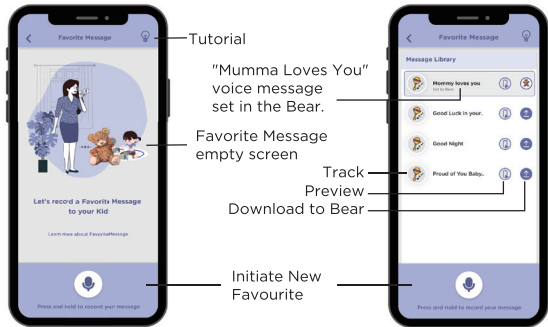 Favorite Message
Let's record a Favorite Message
to your Kid
Learn more about FavoriteMessage
Press and hold to record your message
Tutorial
"Mumma Loves You"
voice message
set in the Bear.
Favorite Message
empty screen
Track
Preview
Download to Bear
Initiate New
Favourite
Favorite Message
Message Library
Mommy loves you
Set to Bear
Good Luck in your.
Good Night
Proud of You Baby..
Press and Hold to record your message